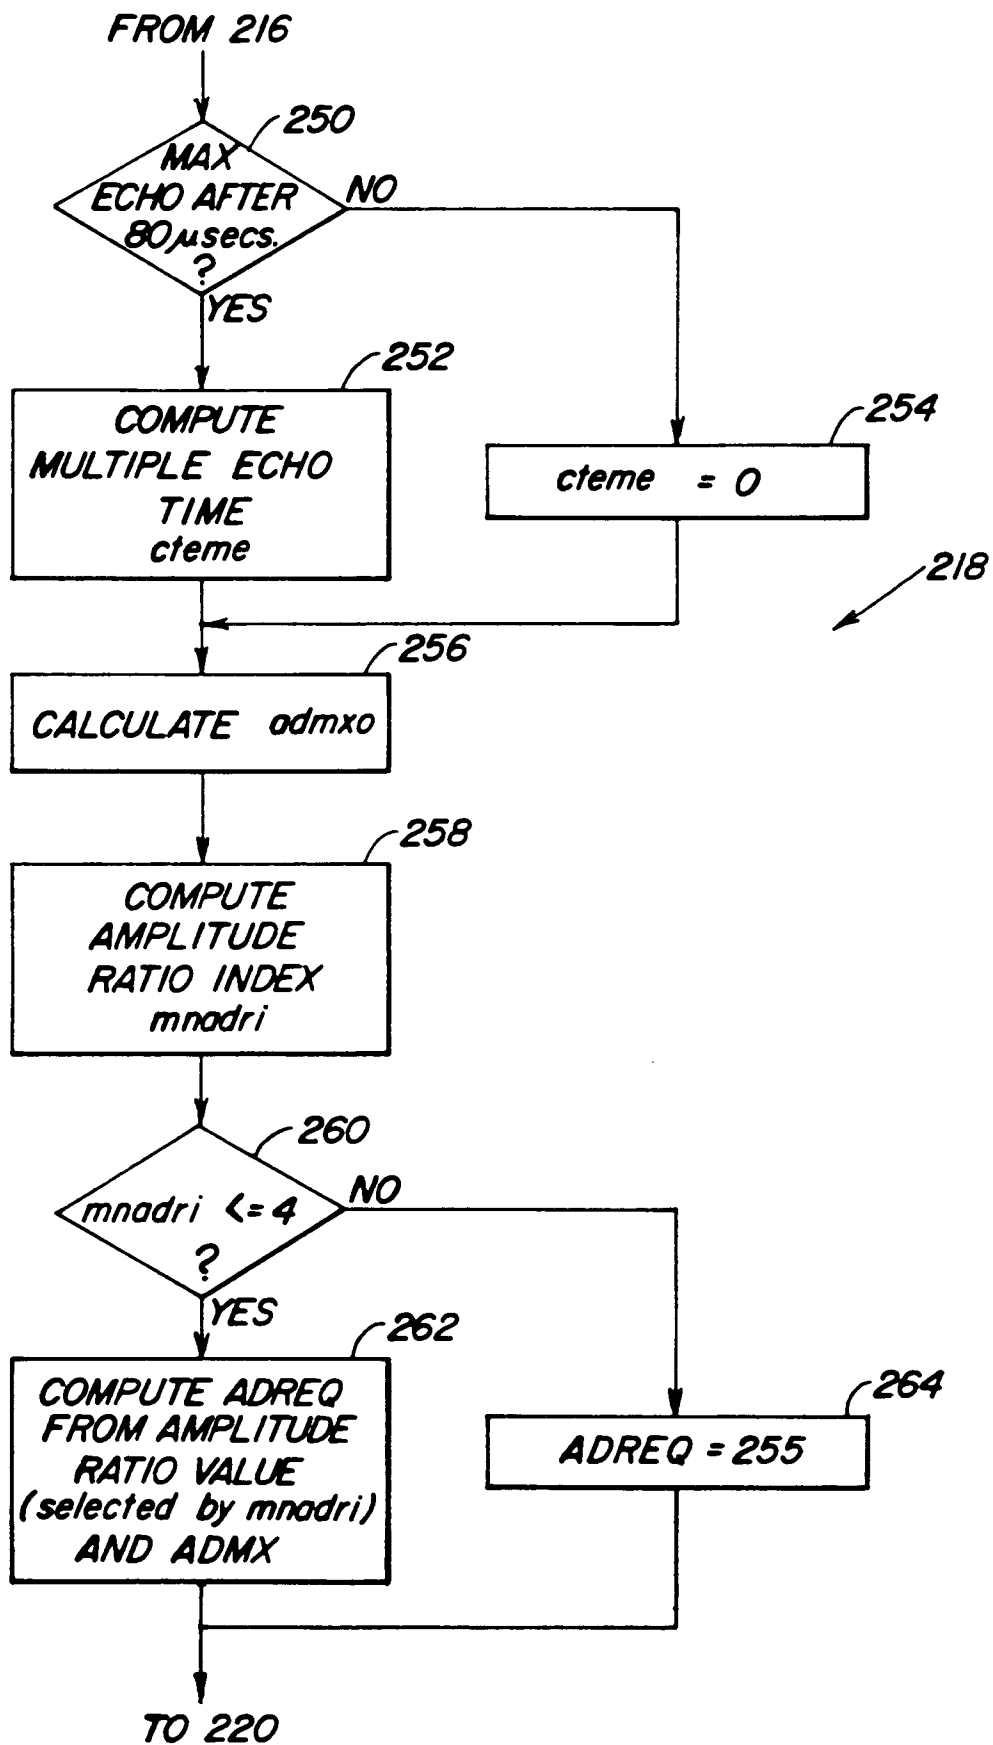 FROM 216
250
MAX
ECHO AFTER
80 μsecs.
?
NO
YES
252
COMPUTE
MULTIPLE ECHO
TIME
cteme
254
cteme = 0
218
256
CALCULATE admxo
258
COMPUTE
AMPLITUDE
RATIO INDEX
mnadri
260
mnadri <= 4
?
NO
YES
262
COMPUTE ADREQ
FROM AMPLITUDE
RATIO VALUE
(selected by mnadri)
AND ADMX
264
ADREQ = 255
TO 220